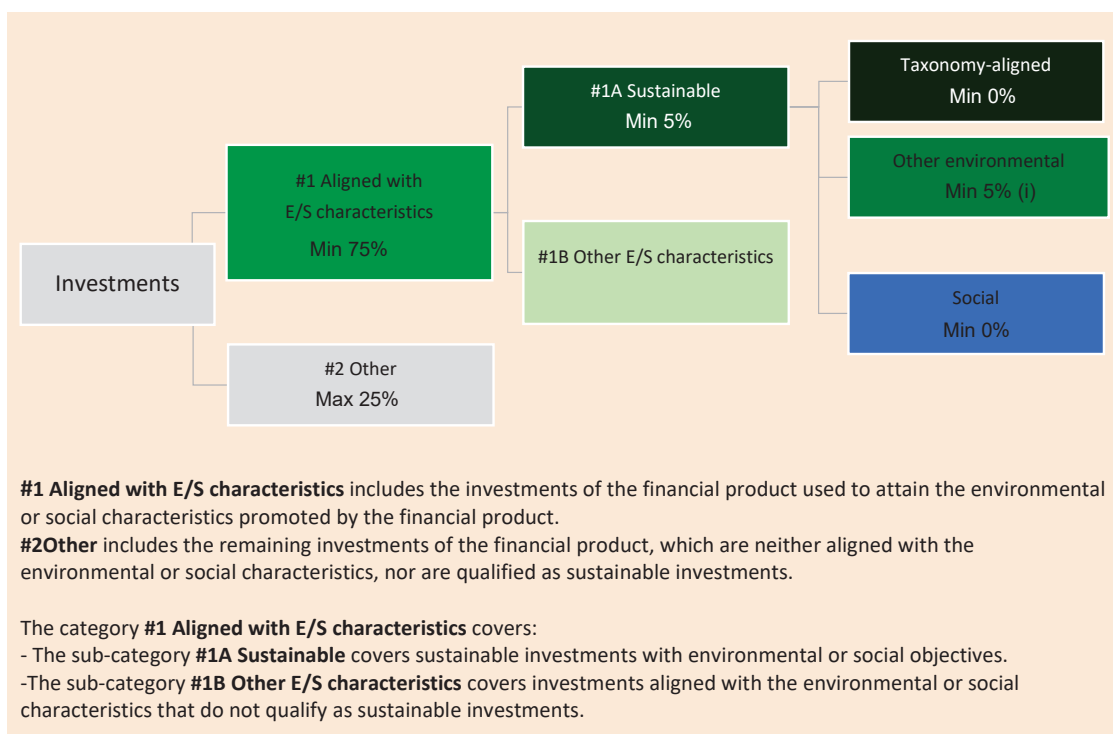 Investments
#1 Aligned with
E/S characteristics
Min 75%
#2 Other
Max 25%
#1A Sustainable
Min 5%
#1B Other E/S characteristics
Taxonomy-aligned
Min 0%
Other environmental
Min 5% (i)
Social
Min 0%
#1 Aligned with E/S characteristics includes the investments of the financial product used to attain the environmental
or social characteristics promoted by the financial product.
#2Other includes the remaining investments of the financial product, which are neither aligned with the
environmental or social characteristics, nor are qualified as sustainable investments.
The category #1 Aligned with E/S characteristics covers:
- The sub-category #1A Sustainable covers sustainable investments with environmental or social objectives.
-The sub-category #1B Other E/S characteristics covers investments aligned with the environmental or social
characteristics that do not qualify as sustainable investments.